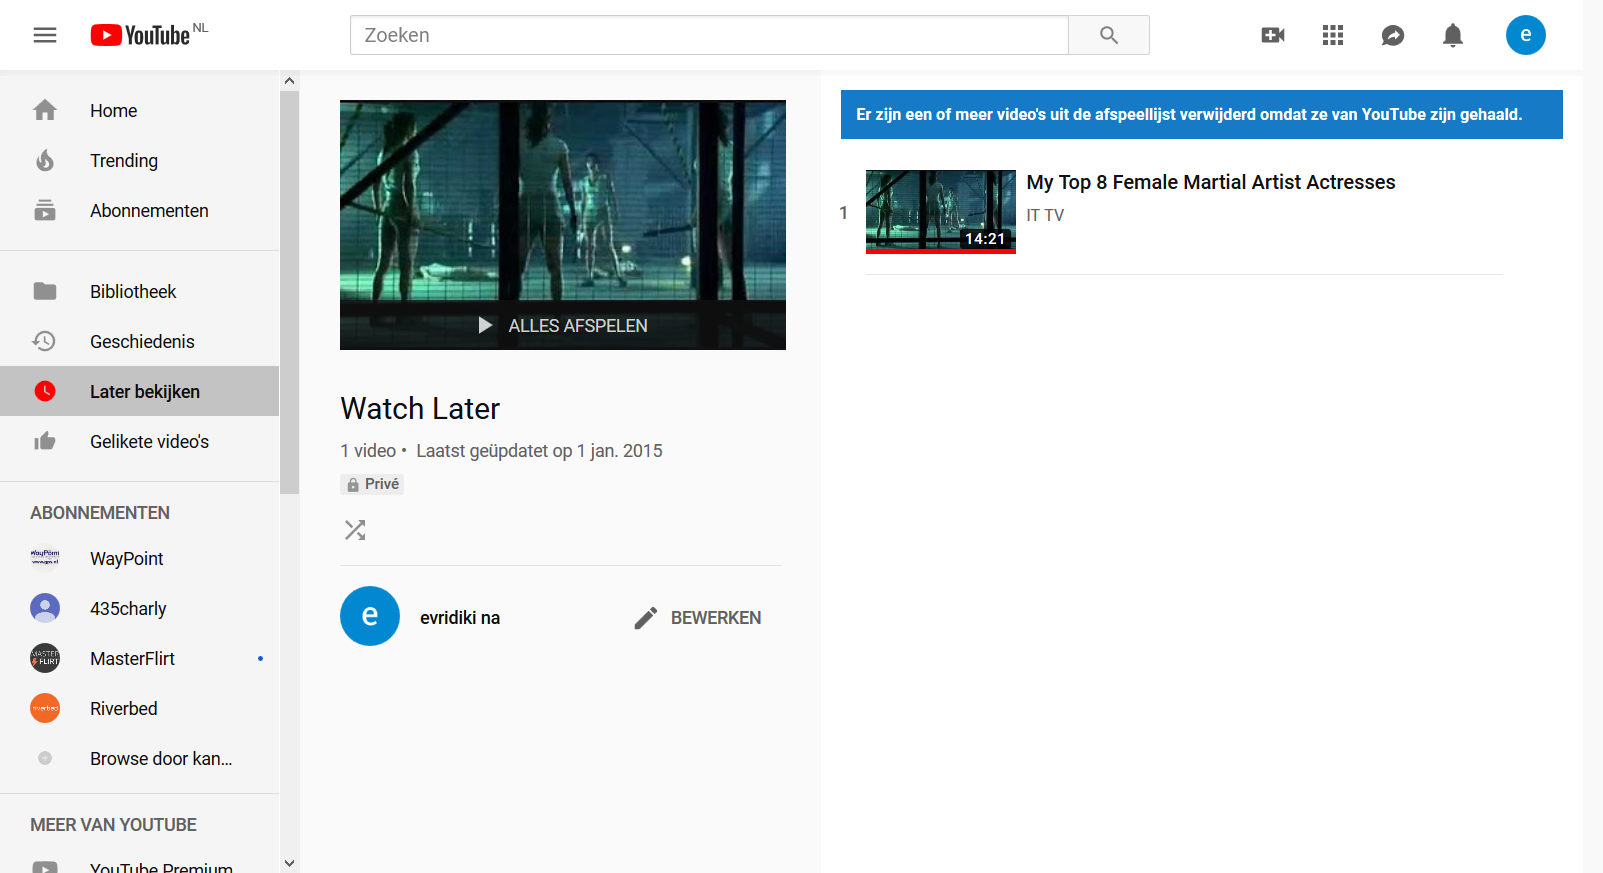 YouTube NL
Zoeken
e
Home
Trending
Abonnementen
Bibliotheek
Geschiedenis
Later bekijken
Gelikete video's
ABONNEMENTEN
WayPoint
435charly
MASTER FLIRT
MasterFlirt
riverbed
Riverbed
Browse door kan...
MEER VAN YOUTUBE
YouTube Premium
ALLES AFSPELEN
Watch Later
1 video • Laatst geüpdatet op 1 jan. 2015
Privé
e
evridiki na
BEWERKEN
Er zijn een of meer video's uit de afspeellijst verwijderd omdat ze van YouTube zijn gehaald.
1
14:21
My Top 8 Female Martial Artist Actresses
IT TV